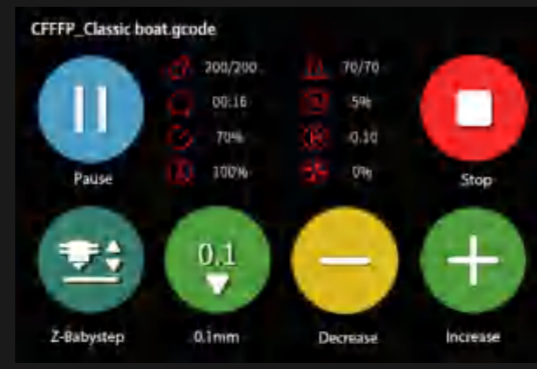 CFFFP_Classic boat.gcode
200/200 70/70
00:16 5%
70% 0.10
100% 0%
Pause
Stop
0.1
Z-Babystep
0.1mm
Decrease
Increase